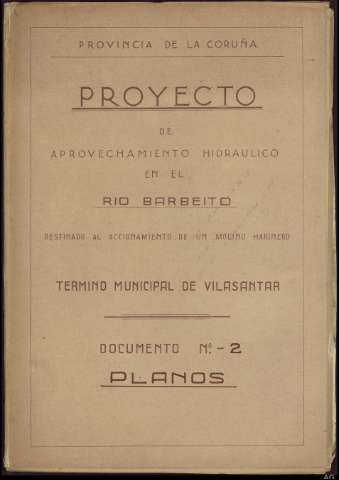 PROVINCIA DE LA CORUÑA
PROYECTO
DE
APROVECHAMIENTO HIDRAULICO
EN EL
RIO BARBEITO
DESTINADO AL ACCIONAMIENTO DE UN MOLINO HARINERO
TERMINO MUNICIPAL DE VILASANTAR
DOCUMENTO Nº - 2
PLANOS